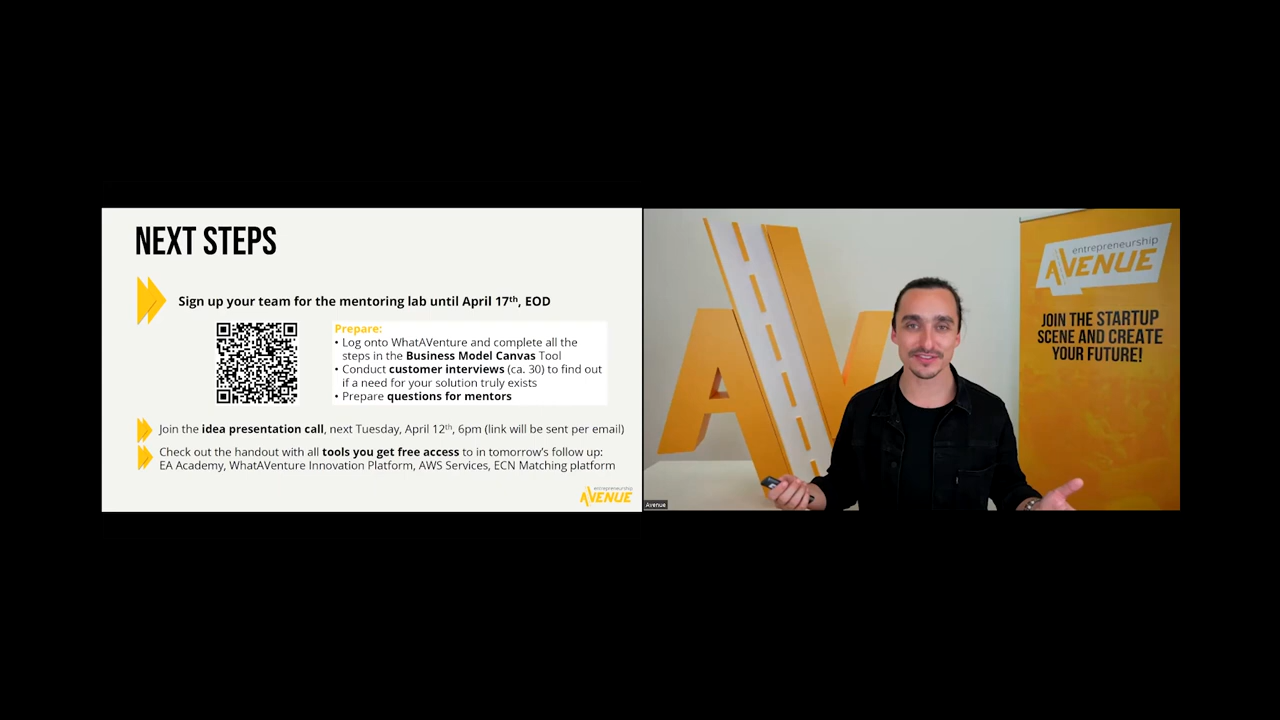 NEXT STEPS
Sign up your team for the mentoring lab until April 17th, EOD
Prepare:
• Log onto WhatAVenture and complete all the
steps in the Business Model Canvas Tool
• Conduct customer interviews (ca. 30) to find out
if a need for your solution truly exists
• Prepare questions for mentors
Join the idea presentation call, next Tuesday, April 12th, 6pm (link will be sent per email)
Check out the handout with all tools you get free access to in tomorrow's follow up:
EA Academy, WhatAVenture Innovation Platform, AWS Services, ECN Matching platform
entrepreneurship
AVENUE
AV
Avenue
entrepreneurship
AVENUE
JOIN THE STARTUP
SCENE AND CREATE
YOUR FUTURE!